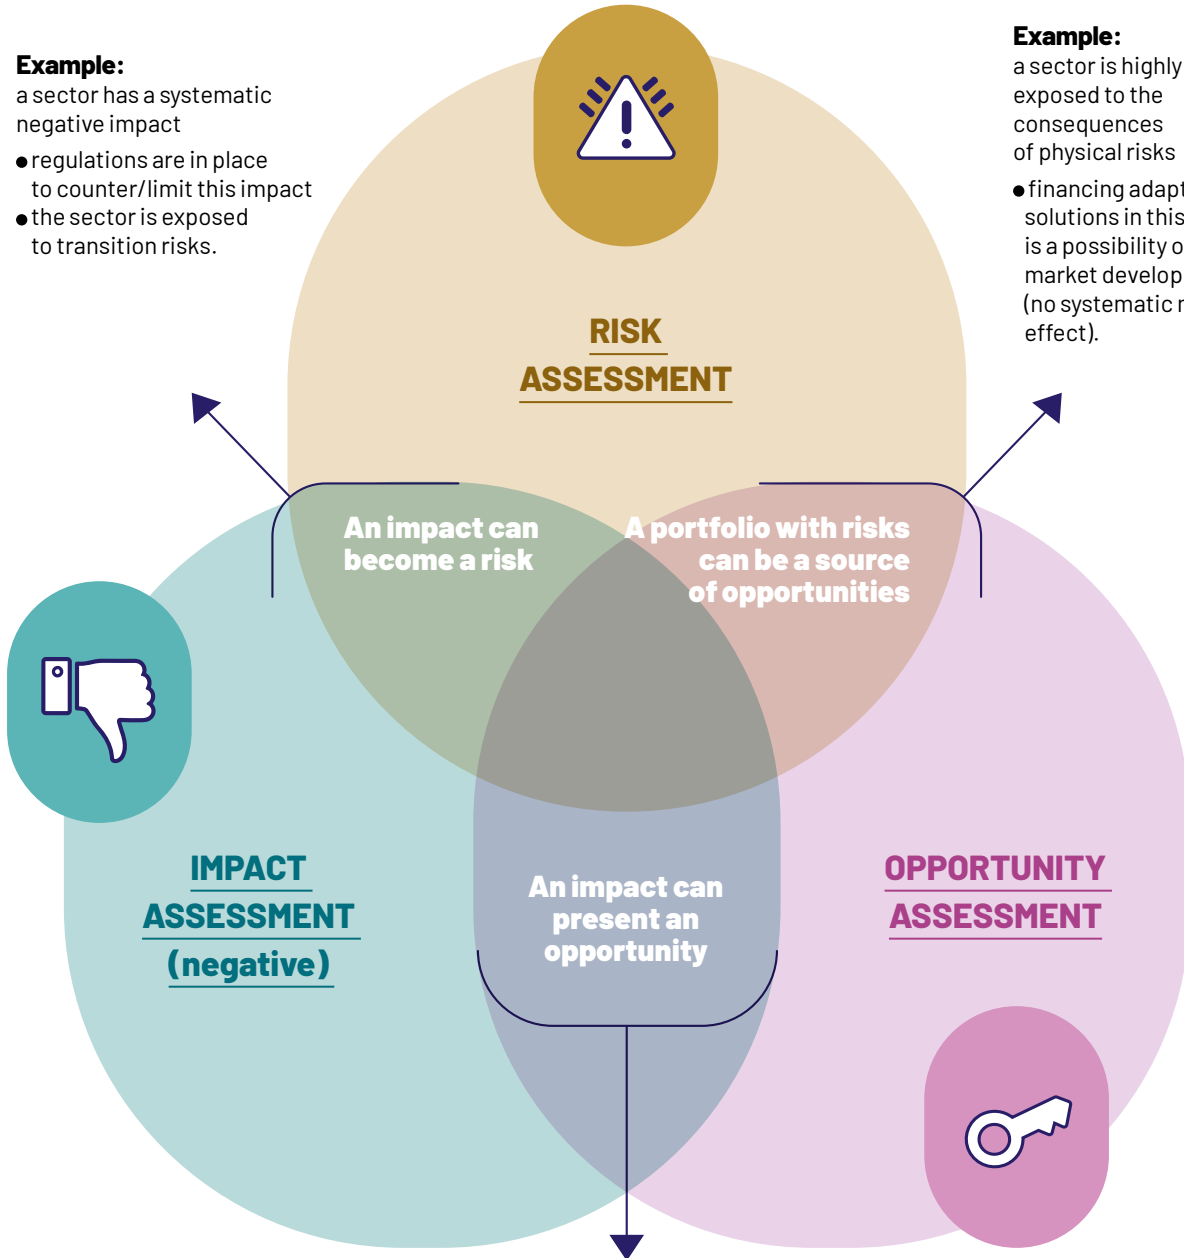 Example:
a sector has a systematic
negative impact
● regulations are in place
to counter/limit this impact
● the sector is exposed
to transition risks.
Example:
a sector is highly
exposed to the
consequences
of physical risks
● financing
solutions in this
is a possibility
market
(no systematic
effect).
RISK
ASSESSMENT
An impact can
become a risk
A portfolio with risks
can be a source
of opportunities
IMPACT
ASSESSMENT
(negative)
An impact can
present an
opportunity
OPPORTUNITY
ASSESSMENT